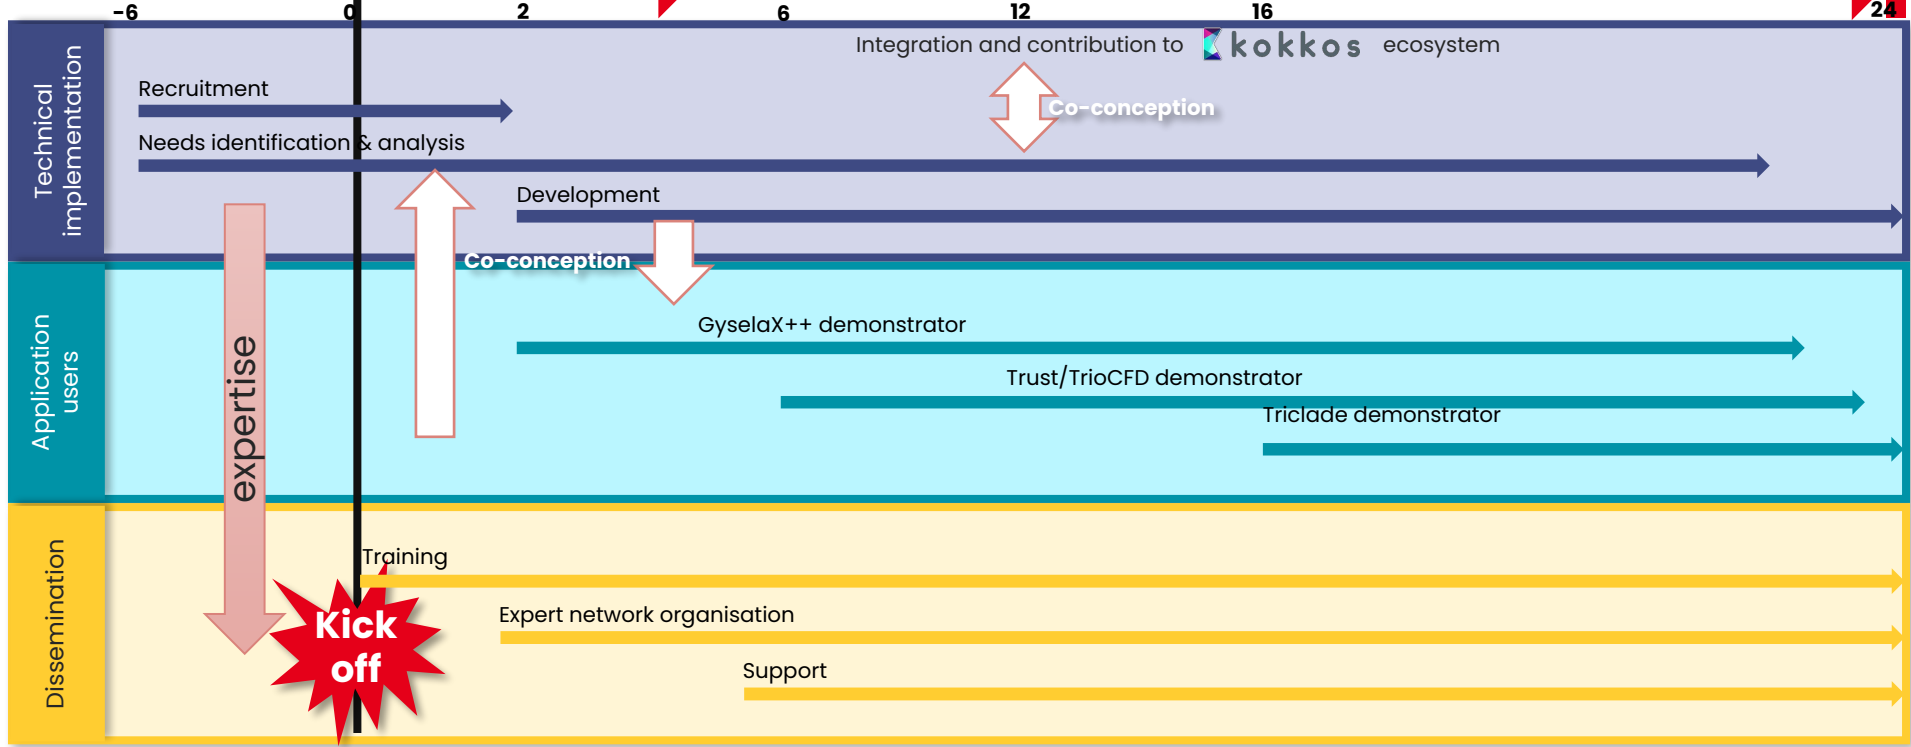 -6 0 2 6 12 16 24
Technical
implementation
Integration and contribution to kokkos ecosystem
Recruitment
Co-conception
Needs identification & analysis
Development
Co-conception
Application
users
expertise
GyselaX++ demonstrator
Trust/TrioCFD demonstrator
Triclade demonstrator
Dissemination
Training
Kick
off
Expert network organisation
Support